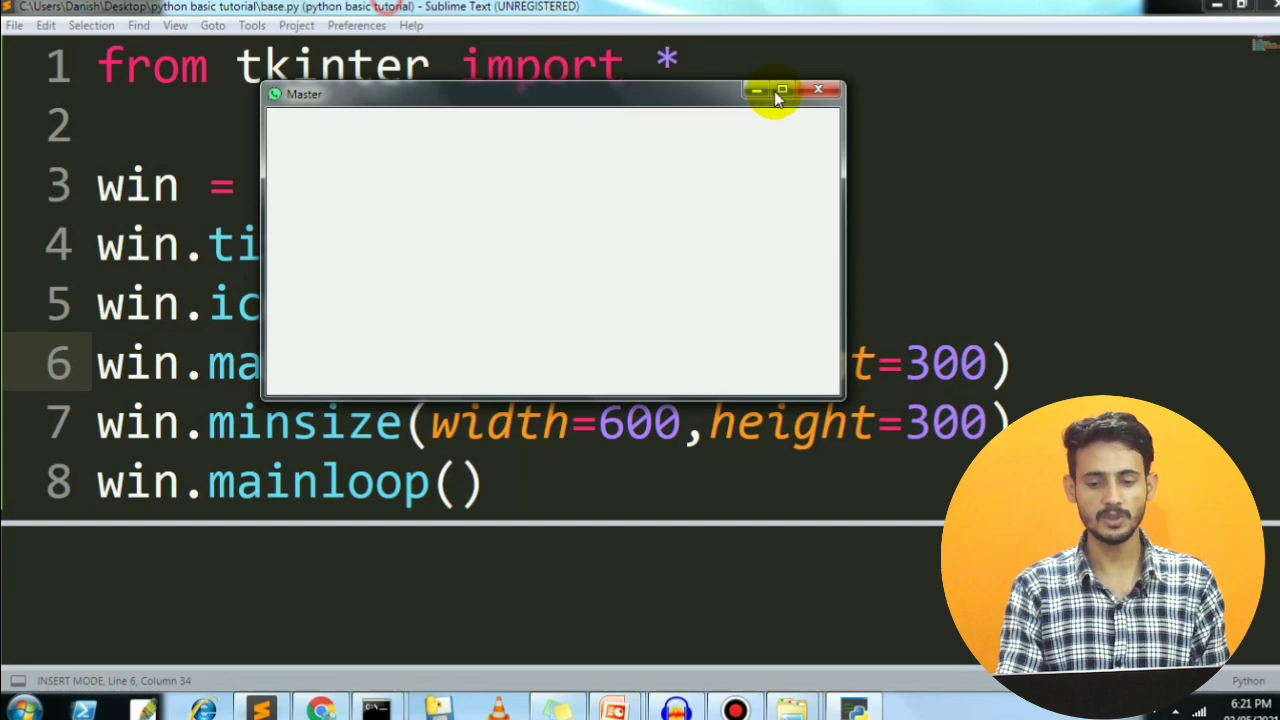 C:\Users\Danish\Desktop\python basic tutorial\base.py (python basic tutorial) - Sublime Text (UNREGISTERED)
File Edit Selection Find View Goto Tools Project Preferences Help
1 from tkinter import *
Master
2
3 win =
4 win.ti
5 win.ic
6 win.ma t=300)
7 win.minsize(width=600,height=300)
8 win.mainloop()
INSERT MODE, Line 6, Column 34 Python
6:21 PM